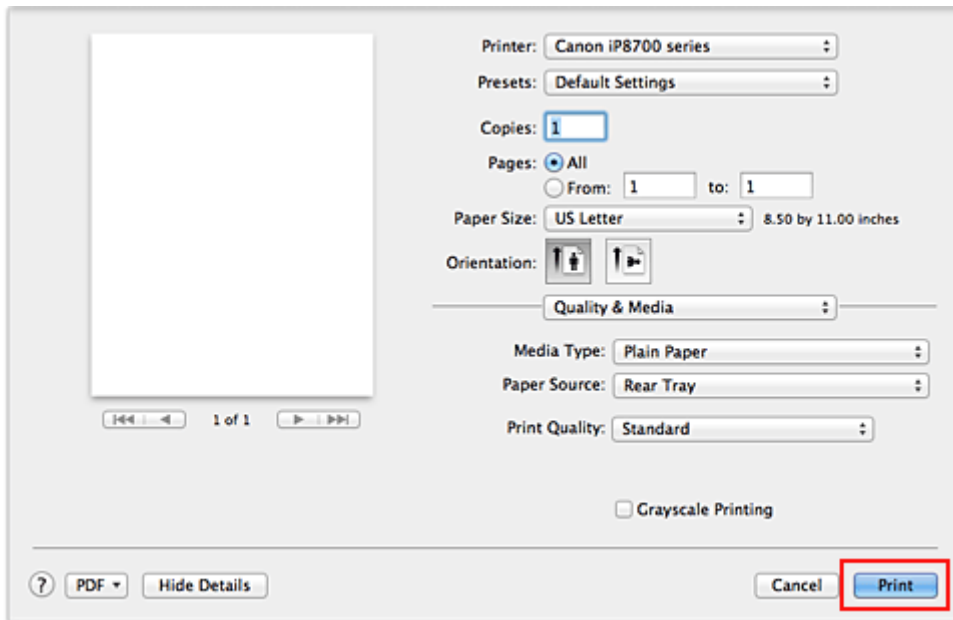 Printer: Canon iP8700 series
Presets: Default Settings
Copies: 1
Pages: All
From: 1 to: 1
Paper Size: US Letter 8.50 by 11.00 inches
Orientation:
Quality & Media
Media Type: Plain Paper
Paper Source: Rear Tray
1 of 1
Print Quality: Standard
Grayscale Printing
? PDF Hide Details Cancel Print